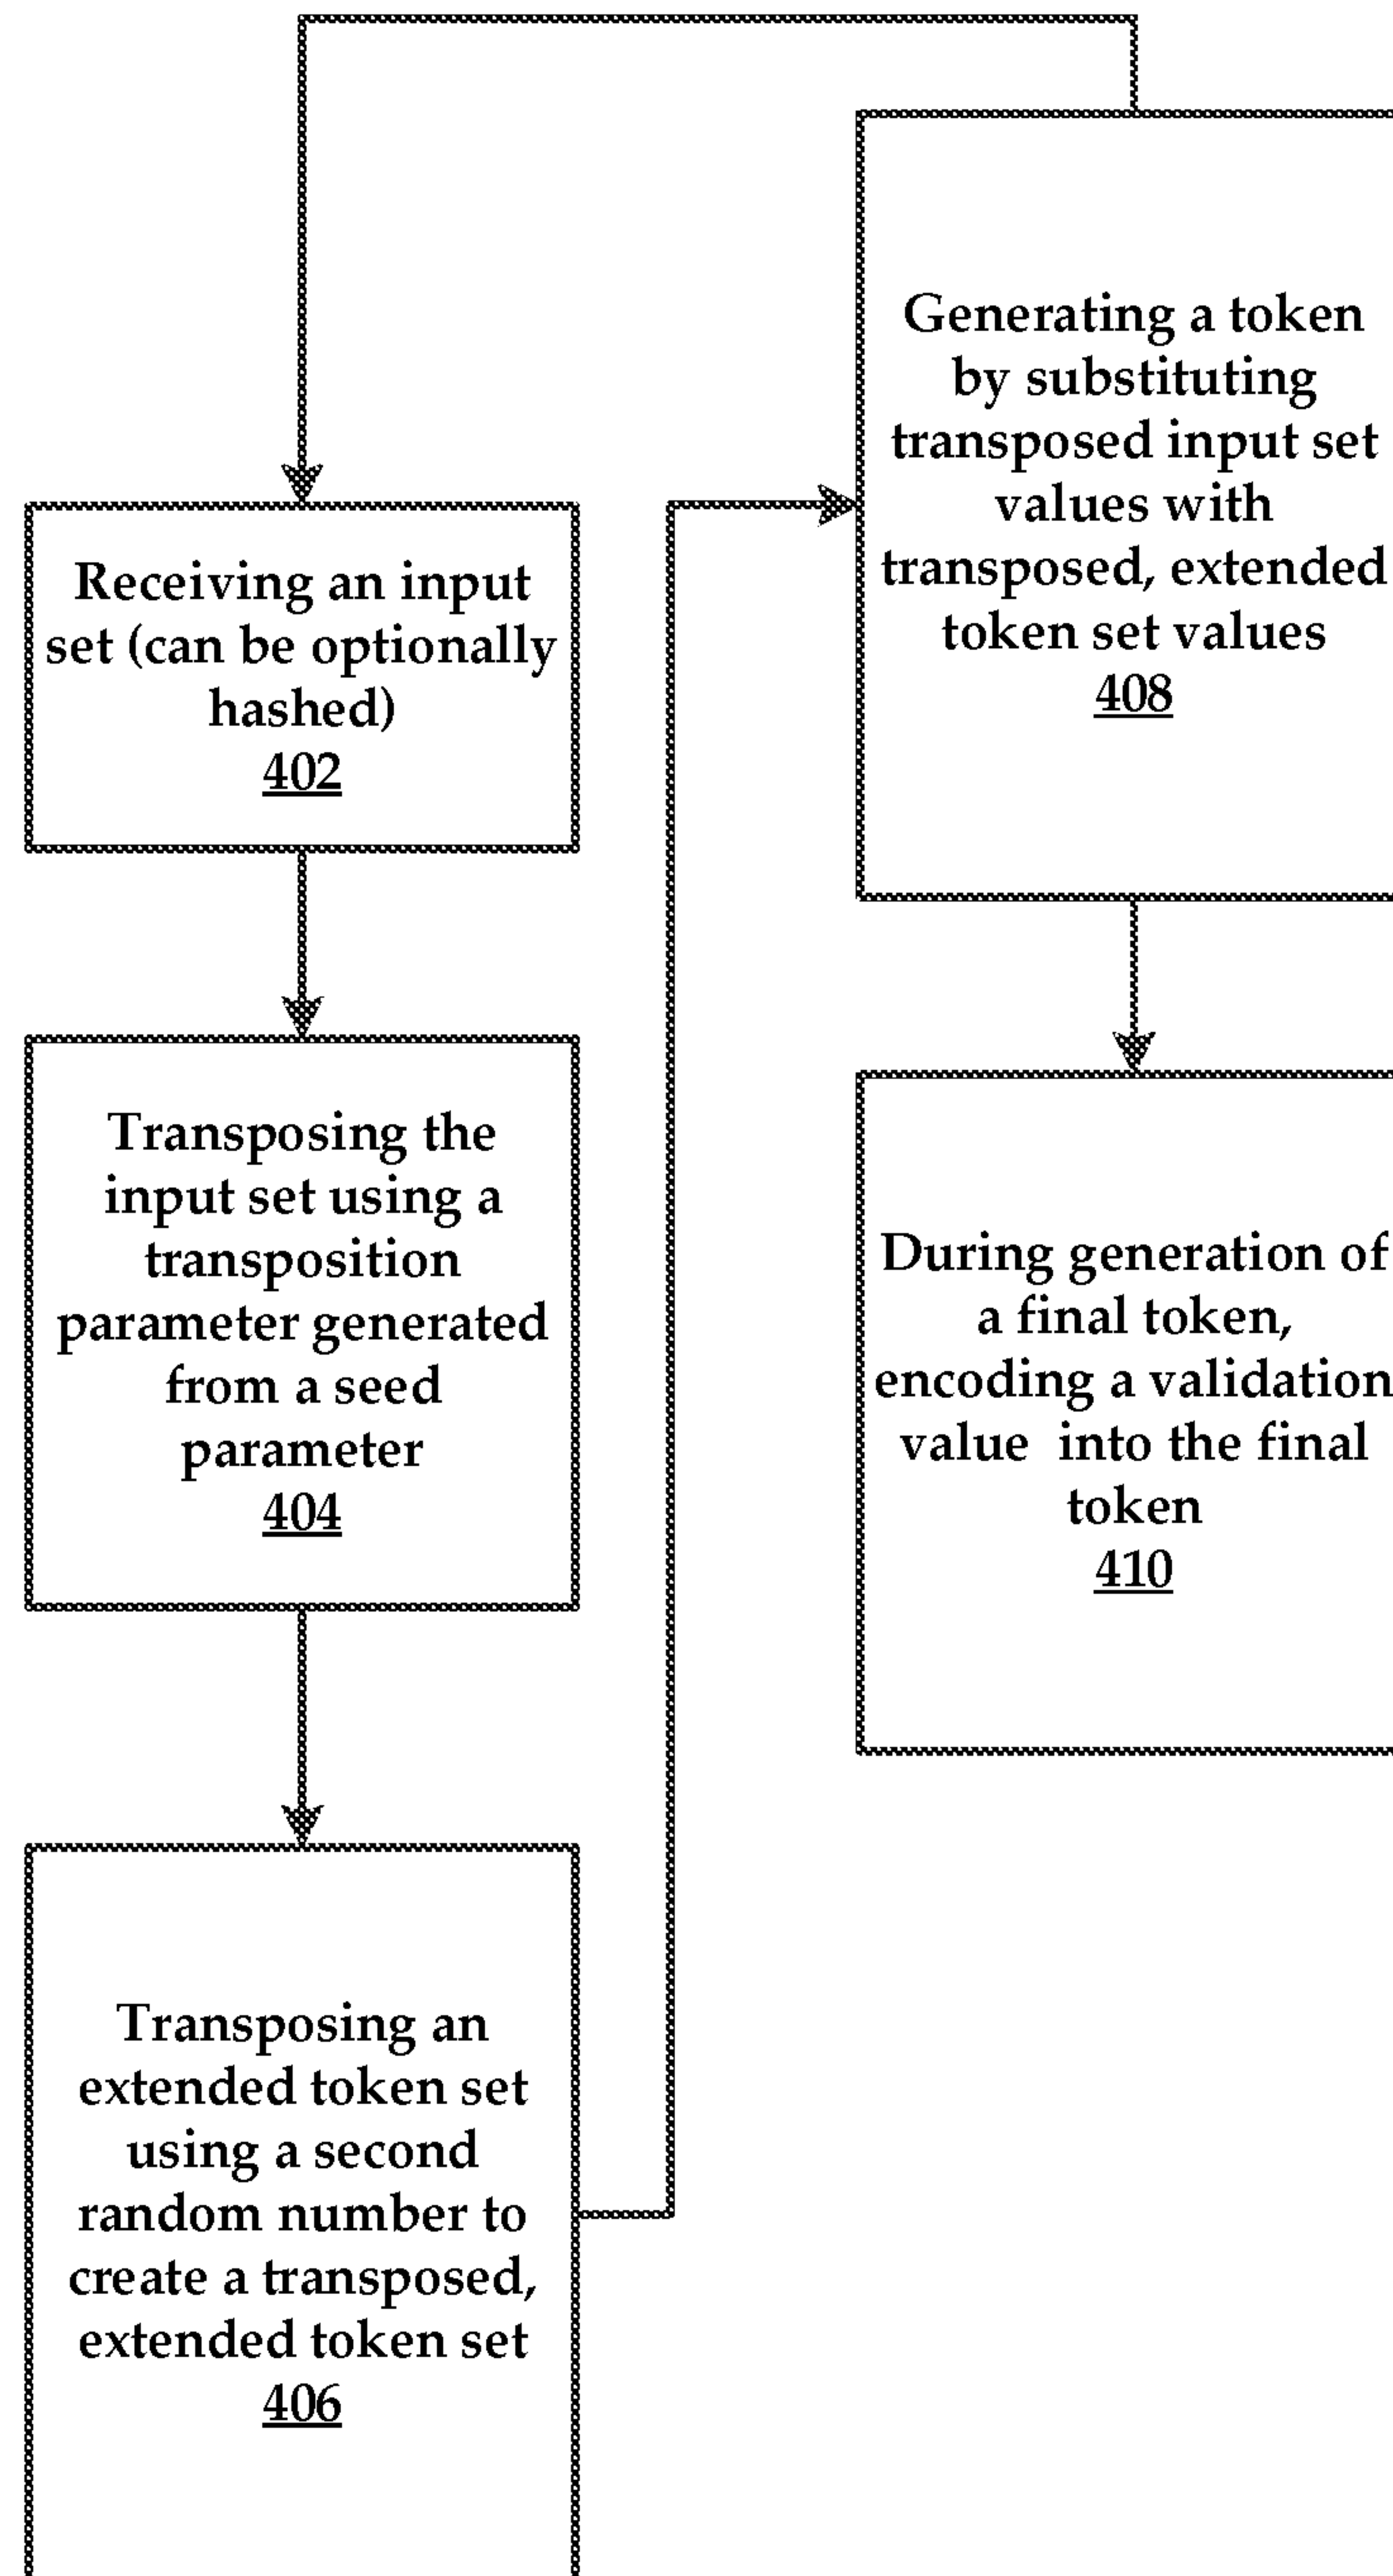 Receiving an input
set (can be optionally
hashed)
402
Transposing the
input set using a
transposition
parameter generated
from a seed
parameter
404
Transposing an
extended token set
using a second
random number to
create a transposed,
extended token set
406
Generating a token
by substituting
transposed input set
values with
transposed, extended
token set values
408
During generation of
a final token,
encoding a validation
value into the final
token
410